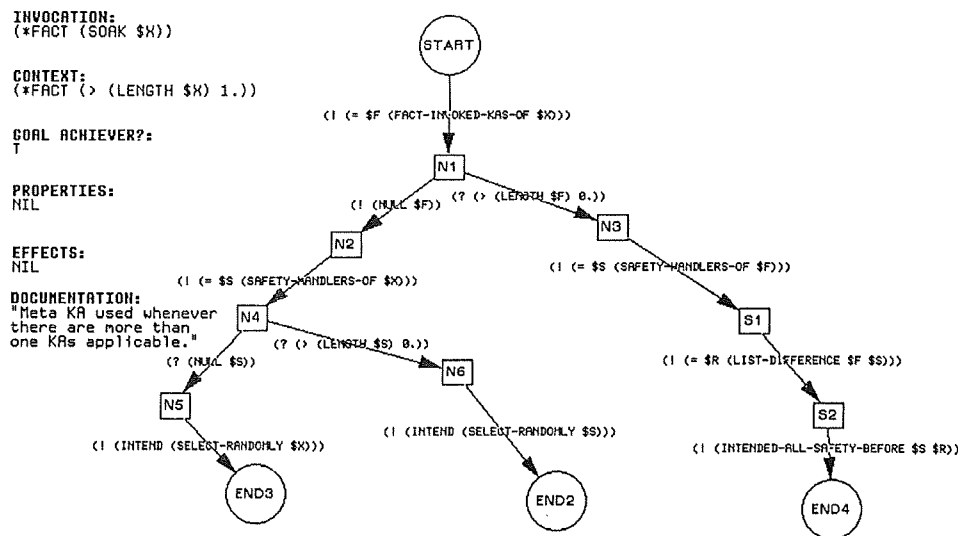 INVOCATION:
(*FACT (SOAK $X))
CONTEXT:
(*FACT (> (LENGTH $X) 1.))
GOAL ACHIEVER?:
T
PROPERTIES:
NIL
EFFECTS:
NIL
DOCUMENTATION:
"Meta KA used whenever
there are more than
one KAs applicable."
START
(! (= $F (FACT-INVOKED-KAS-OF $X)))
N1
(! (NULL $F))
(? (> (LENGTH $F) 0.))
N2
N3
(! (= $S (SAFETY-HANDLERS-OF $X)))
(! (= $S (SAFETY-HANDLERS-OF $F)))
N4
S1
(? (NULL $S))
(? (> (LENGTH $S) 0.))
(! (= $R (LIST-DIFFERENCE $F $S)))
N5
N6
S2
(! (INTEND (SELECT-RANDOMLY $X)))
(! (INTEND (SELECT-RANDOMLY $S)))
(! (INTENDED-ALL-SAFETY-BEFORE $S $R))
END3
END2
END4